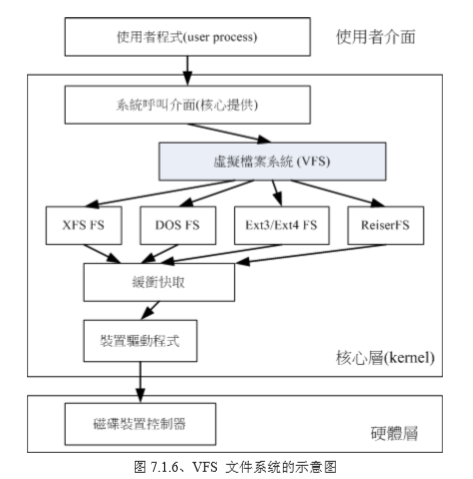 使用者程式(user process)
使用者介面
系統呼叫介面(核心提供)
虛擬檔案系統 (VFS)
XFS FS
DOS FS
Ext3/Ext4 FS
ReiserFS
緩衝快取
裝置驅動程式
核心層(kernel)
磁碟裝置控制器
硬體層
图 7.1.6、VFS 文件系统的示意图